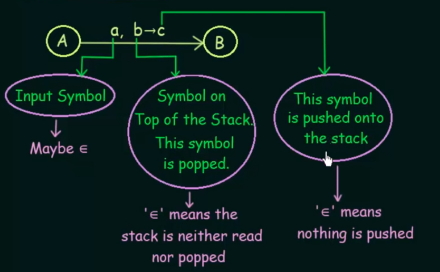 A a, b→c B
Input Symbol
Maybe ∈
Symbol on
Top of the Stack.
This symbol
is popped.
'∈' means the
stack is neither read
nor popped
This symbol
is pushed onto
the stack
'∈' means
nothing is pushed